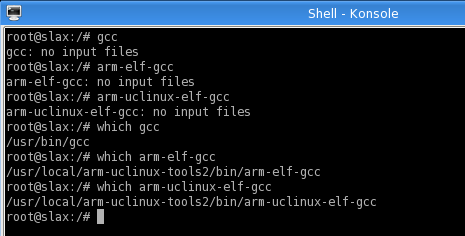 Shell - Konsole
root@slax:/# gcc
gcc: no input files
root@slax:/# arm-elf-gcc
arm-elf-gcc: no input files
root@slax:/# arm-uclinux-elf-gcc
arm-uclinux-elf-gcc: no input files
root@slax:/# which gcc
/usr/bin/gcc
root@slax:/# which arm-elf-gcc
/usr/local/arm-uclinux-tools2/bin/arm-elf-gcc
root@slax:/# which arm-uclinux-elf-gcc
/usr/local/arm-uclinux-tools2/bin/arm-uclinux-elf-gcc
root@slax:/#